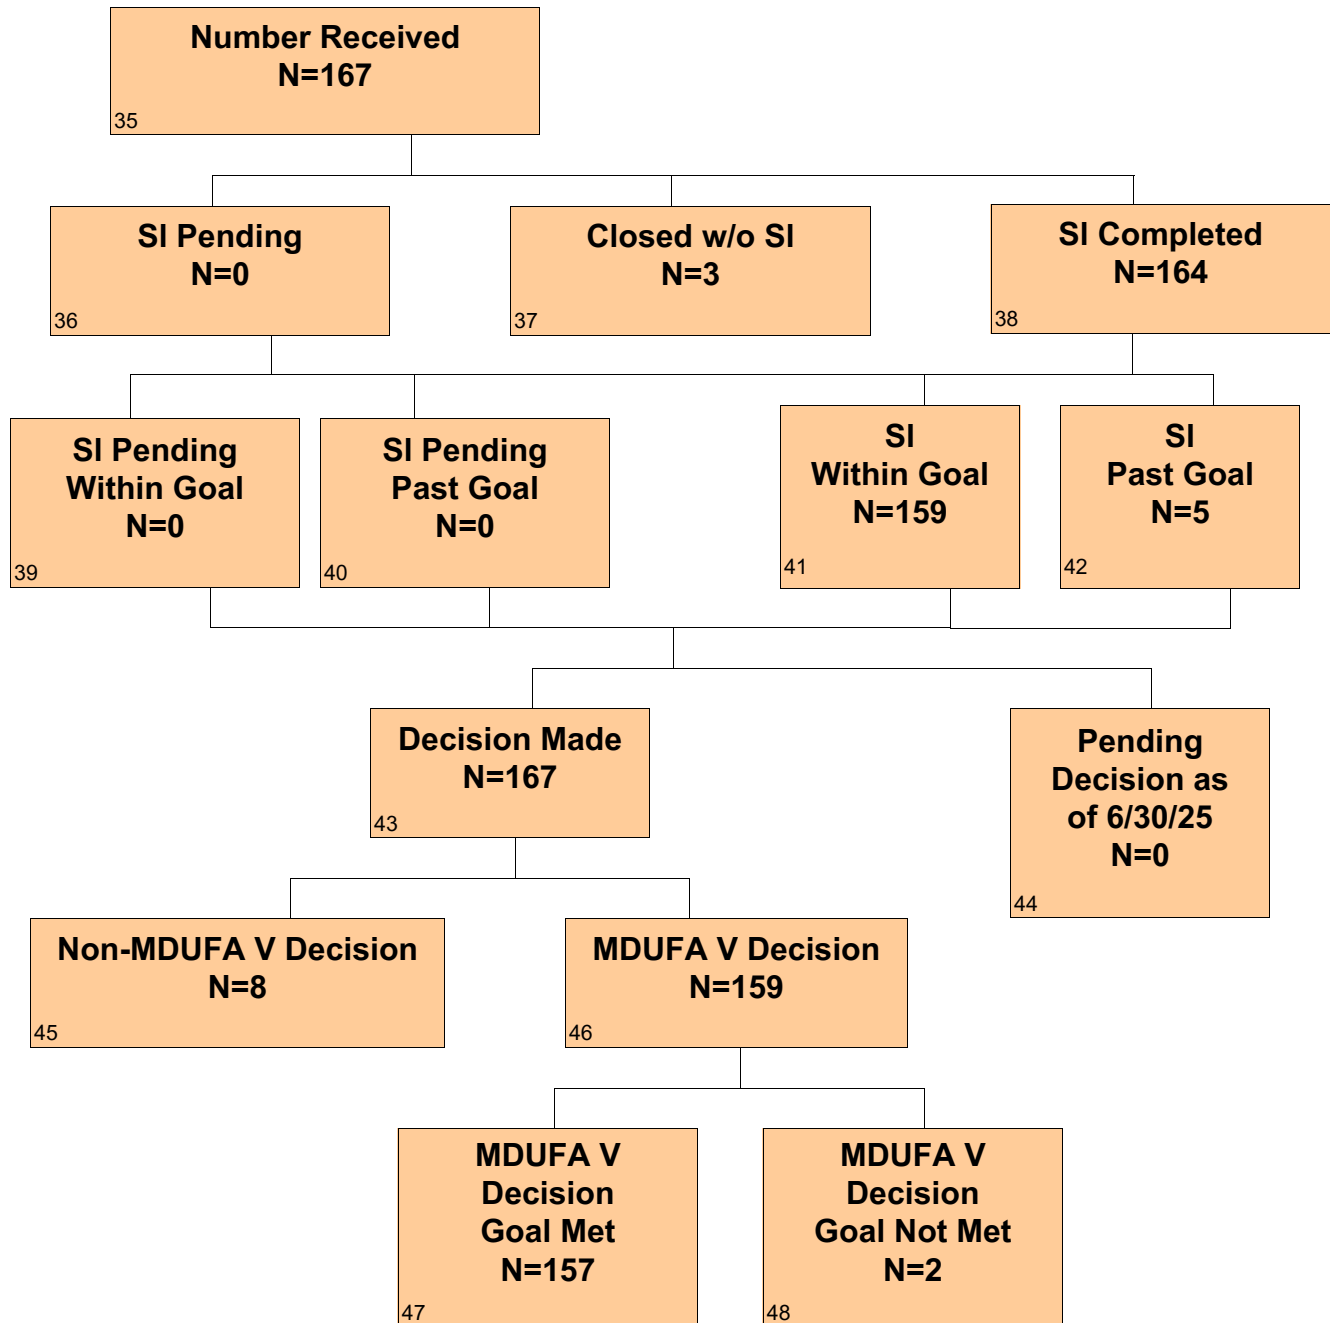 Number Received
N=167
35
SI Pending
N=0
36
Closed w/o SI
N=3
37
SI Completed
N=164
38
SI Pending
Within Goal
N=0
39
SI Pending
Past Goal
N=0
40
SI
Within Goal
N=159
41
SI
Past Goal
N=5
42
Decision Made
N=167
43
Pending
Decision as
of 6/30/25
N=0
44
Non-MDUFA V Decision
N=8
45
MDUFA V Decision
N=159
46
MDUFA V
Decision
Goal Met
N=157
47
MDUFA V
Decision
Goal Not Met
N=2
48